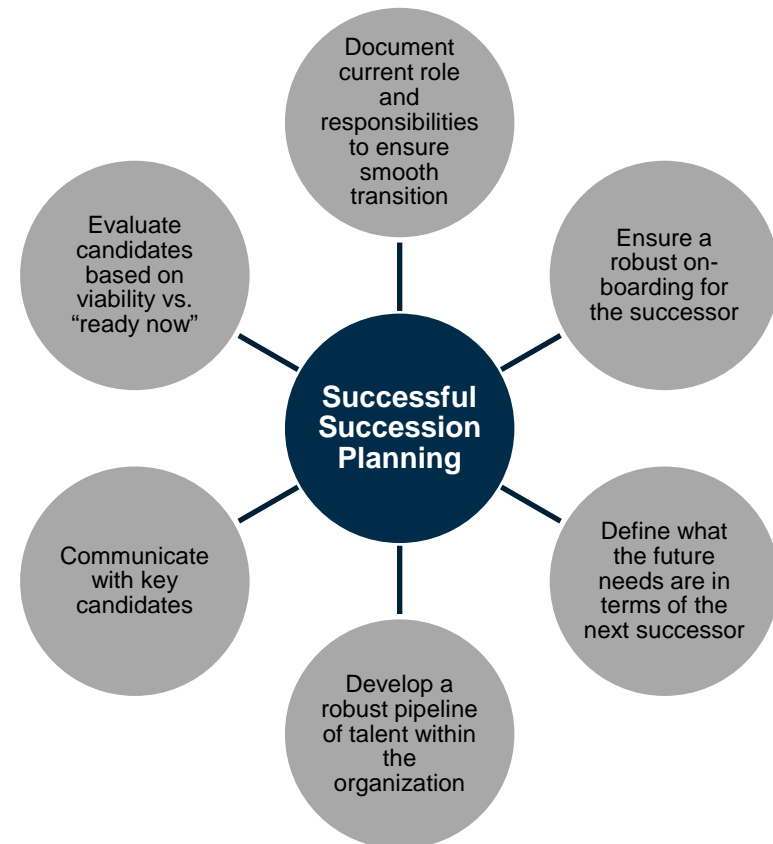 Document
current role
and
responsibilities
to ensure
smooth
transition
Ensure a
robust on-
boarding for
the successor
Define what
the future
needs are in
terms of the
next successor
Develop a
robust pipeline
of talent within
the
organization
Communicate
with key
candidates
Evaluate
candidates
based on
viability vs.
“ready now”
Successful
Succession
Planning